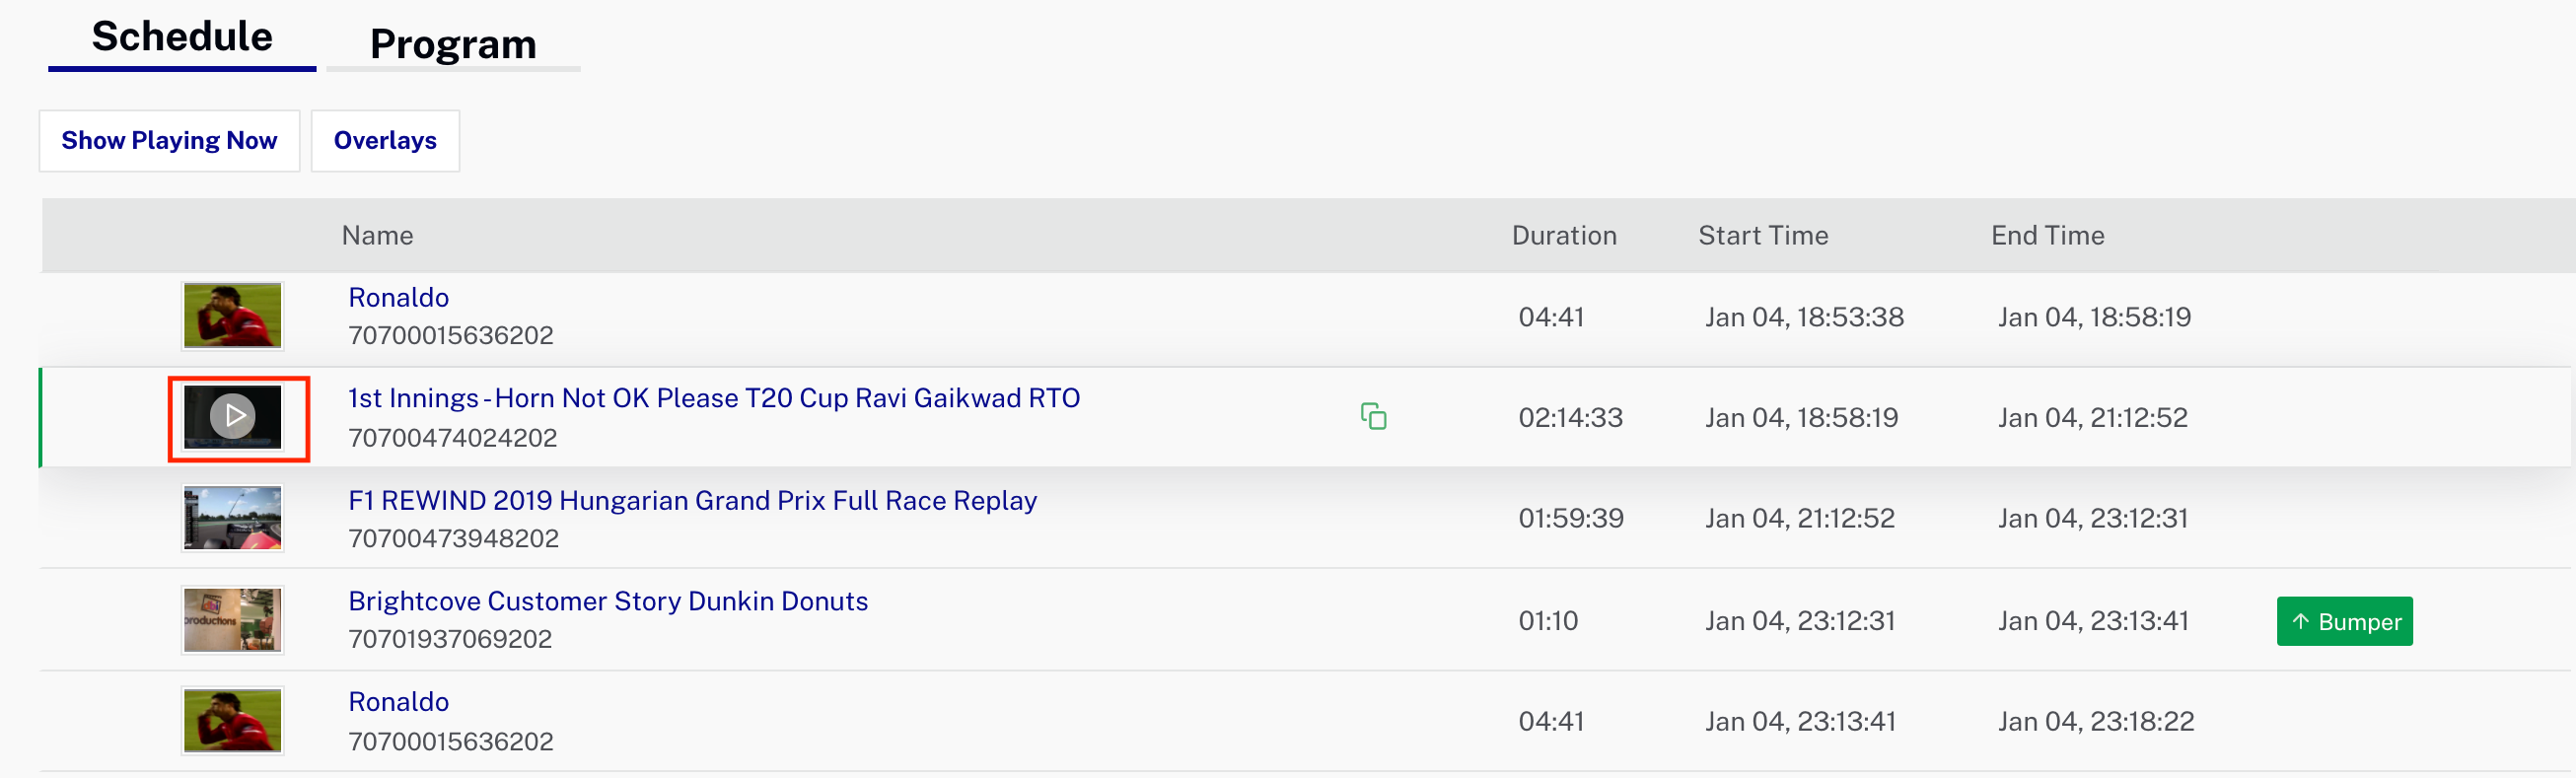 Schedule Program
Show Playing Now Overlays
Name Duration Start Time End Time
Ronaldo
70700015636202
04:41 Jan 04, 18:53:38 Jan 04, 18:58:19
1st Innings - Horn Not OK Please T20 Cup Ravi Gaikwad RTO
70700474024202
02:14:33 Jan 04, 18:58:19 Jan 04, 21:12:52
F1 REWIND 2019 Hungarian Grand Prix Full Race Replay
70700473948202
01:59:39 Jan 04, 21:12:52 Jan 04, 23:12:31
productions
Brightcove Customer Story Dunkin Donuts
70701937069202
01:10 Jan 04, 23:12:31 Jan 04, 23:13:41 ↑ Bumper
Ronaldo
70700015636202
04:41 Jan 04, 23:13:41 Jan 04, 23:18:22